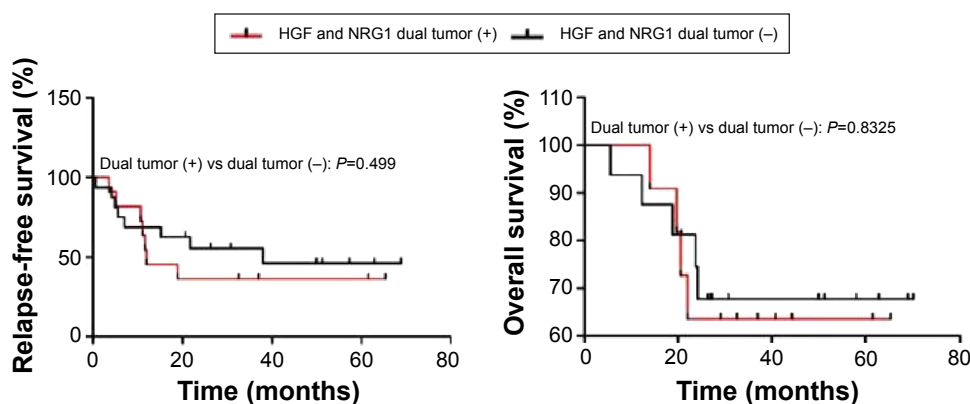 HGF and NRG1 dual tumor (+) HGF and NRG1 dual tumor (–)
Relapse-free survival (%)
150
100
50
0
Dual tumor (+) vs dual tumor (–): P=0.499
0 20 40 60 80
Time (months)
Overall survival (%)
110
100
90
80
70
60
Dual tumor (+) vs dual tumor (–): P=0.8325
0 20 40 60 80
Time (months)